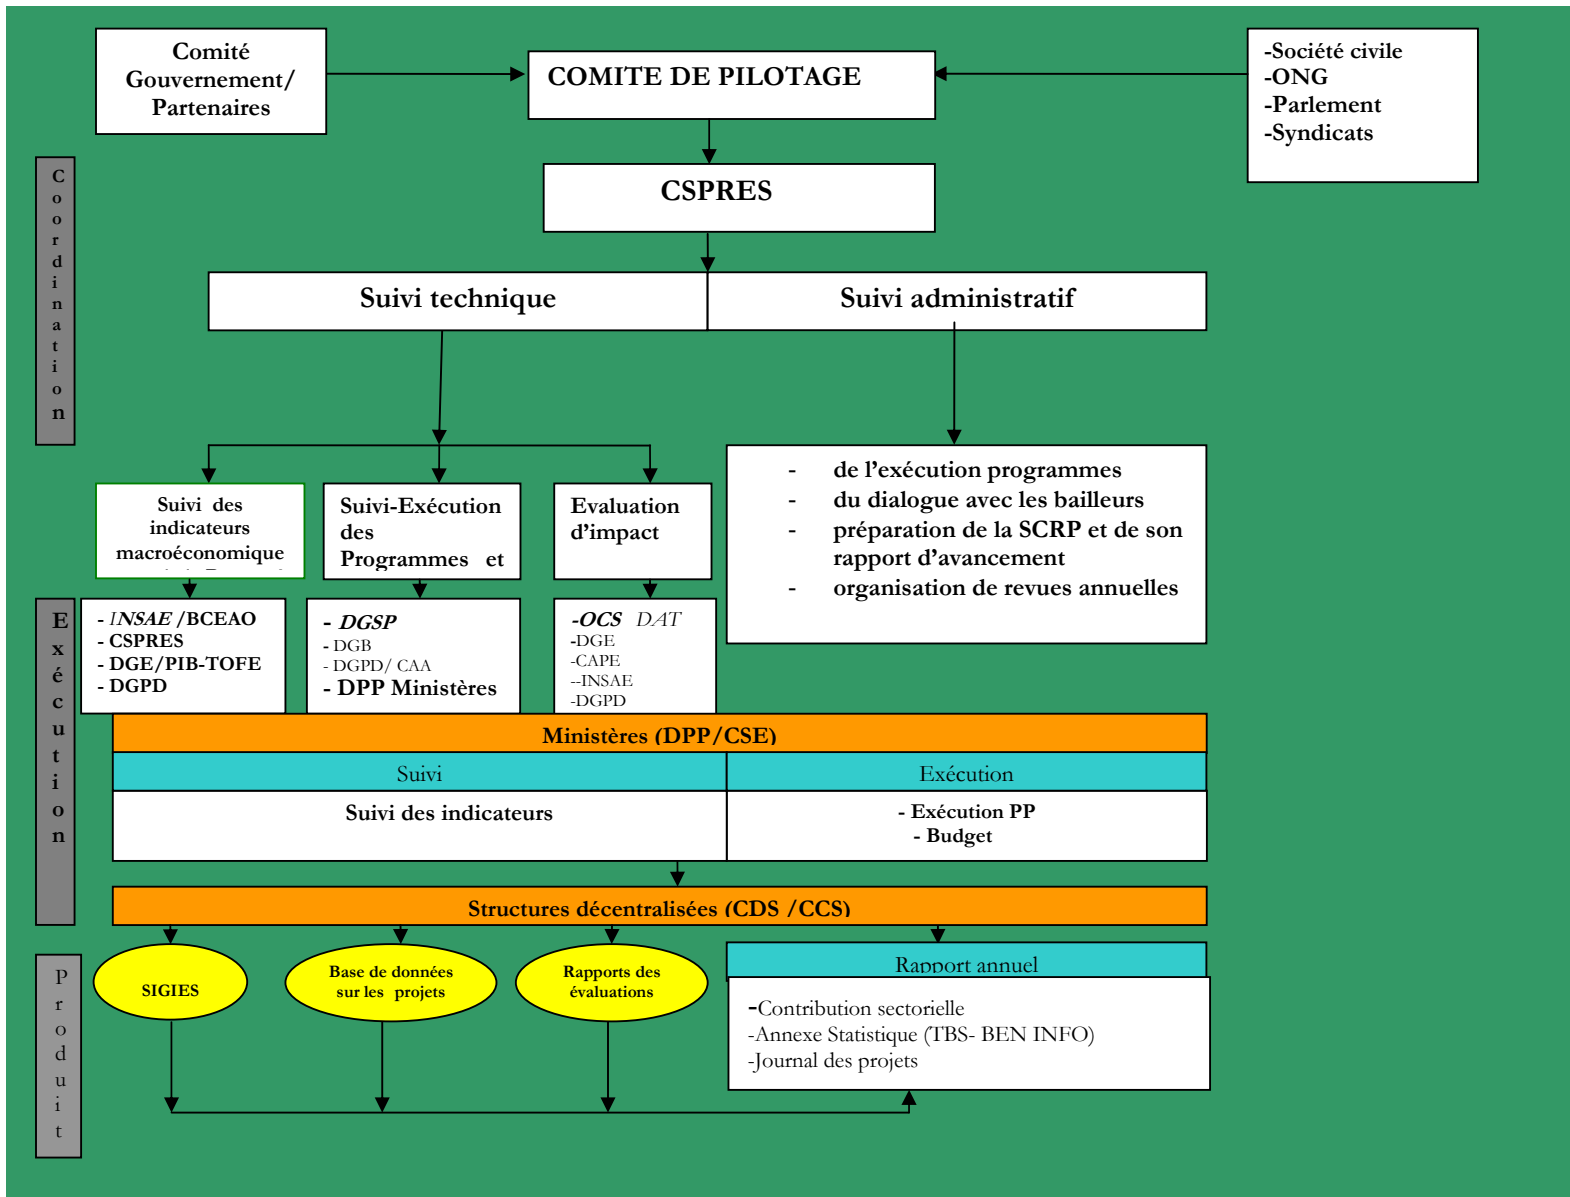 Comité
Gouvernement/
Partenaires
COMITE DE PILOTAGE
-Société civile
-ONG
-Parlement
-Syndicats
Coordination
CSPRES
Suivi technique
Suivi administratif
Suivi des
indicateurs
macroéconomique
Suivi-Exécution
des
Programmes et
Evaluation
d'impact
- de l'exécution programmes
- du dialogue avec les bailleurs
- préparation de la SCRP et de son
rapport d'avancement
- organisation de revues annuelles
Exécution
- INSAE /BCEAO
- CSPRES
- DGE/PIB-TOFE
- DGPD
- DGSP
- DGB
- DGPD/ CAA
- DPP Ministères
-OCS DAT
-DGE
-CAPE
--INSAE
-DGPD
Ministères (DPP/CSE)
Suivi
Exécution
Suivi des indicateurs
- Exécution PP
- Budget
Structures décentralisées (CDS /CCS)
Produit
SIGIES
Base de données
sur les projets
Rapports des
évaluations
Rapport annuel
-Contribution sectorielle
-Annexe Statistique (TBS- BEN INFO)
-Journal des projets